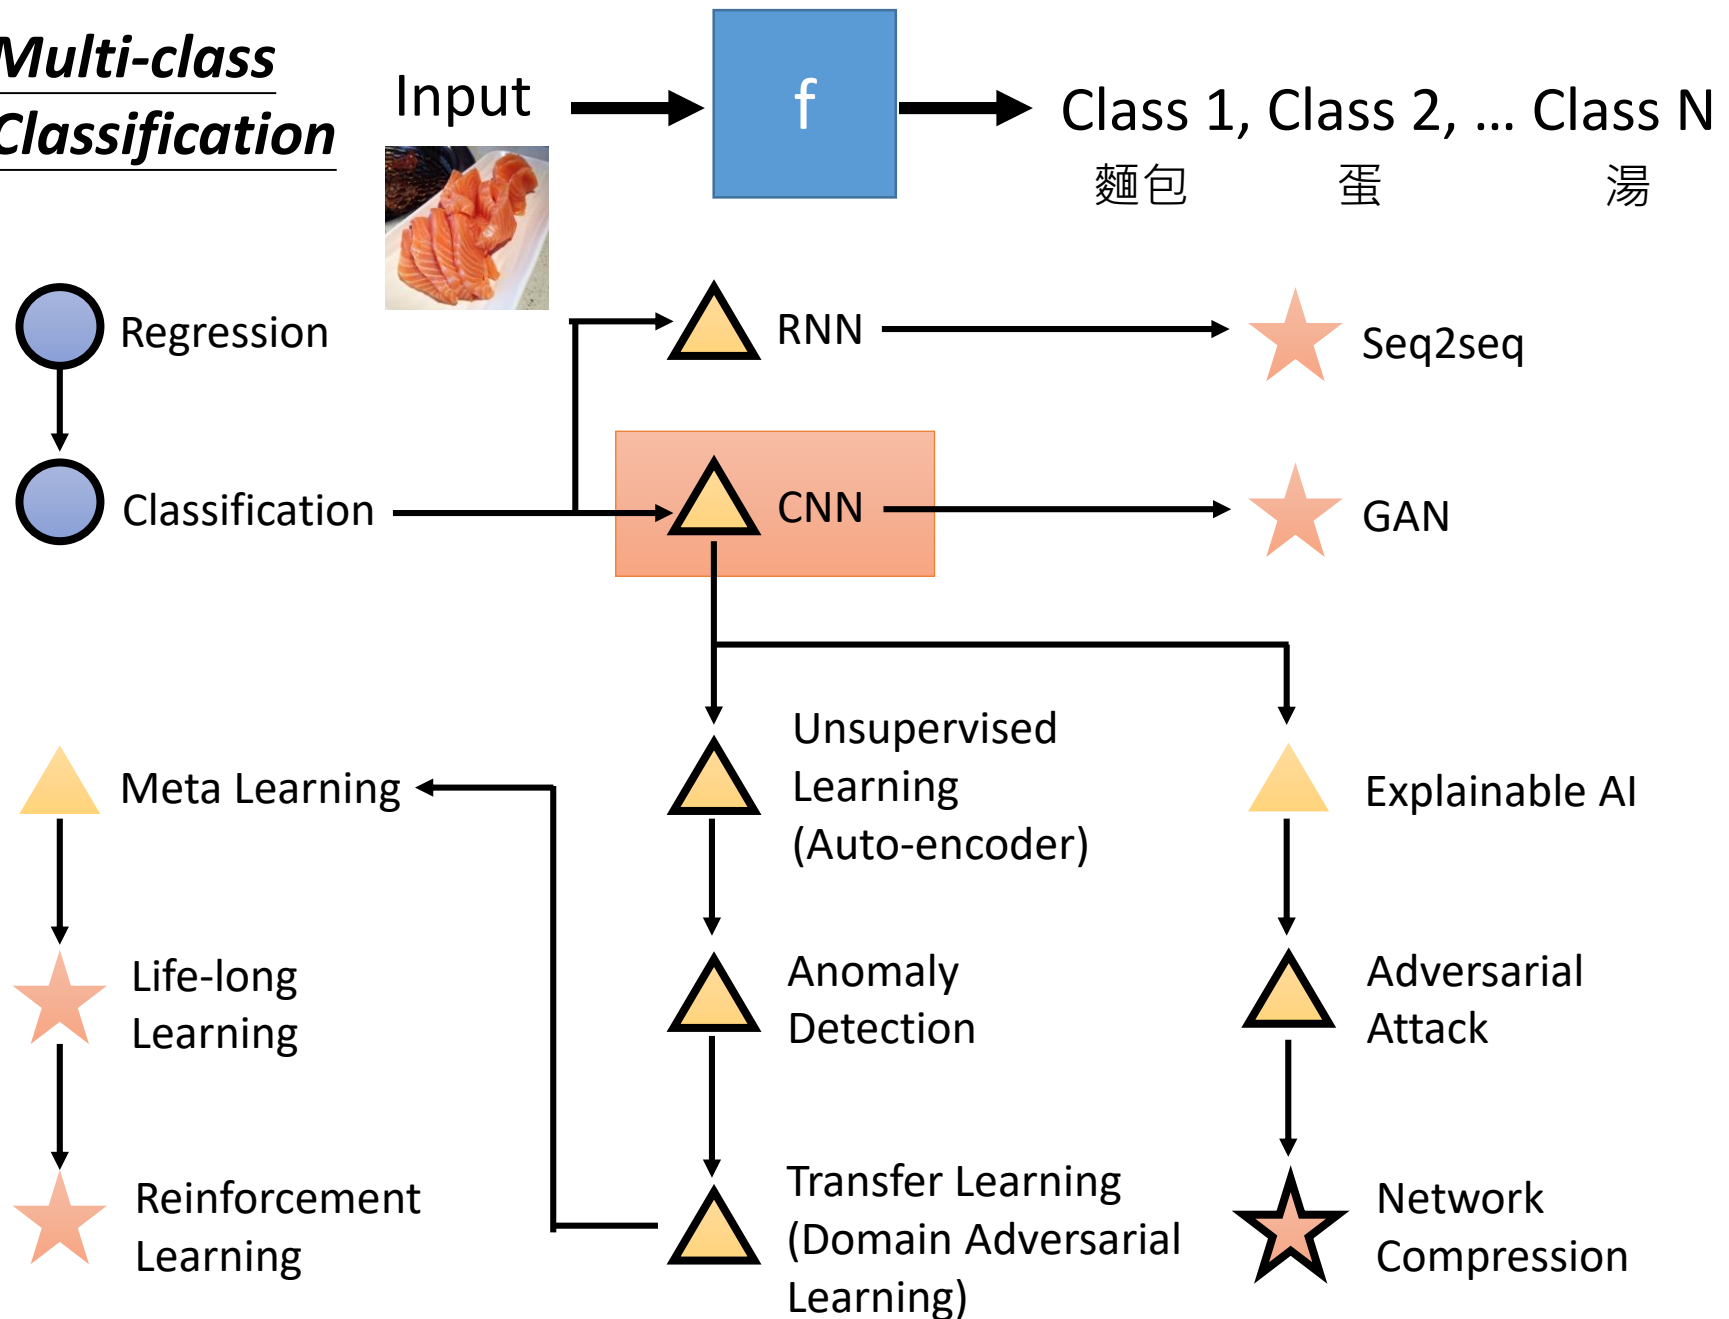 Multi-class
Classification
Input
f
Class 1, Class 2, ... Class N
麵包
蛋
湯
Regression
RNN
Seq2seq
Classification
CNN
GAN
Meta Learning
Unsupervised
Learning
(Auto-encoder)
Explainable AI
Life-long
Learning
Anomaly
Detection
Adversarial
Attack
Reinforcement
Learning
Transfer Learning
(Domain Adversarial
Learning)
Network
Compression